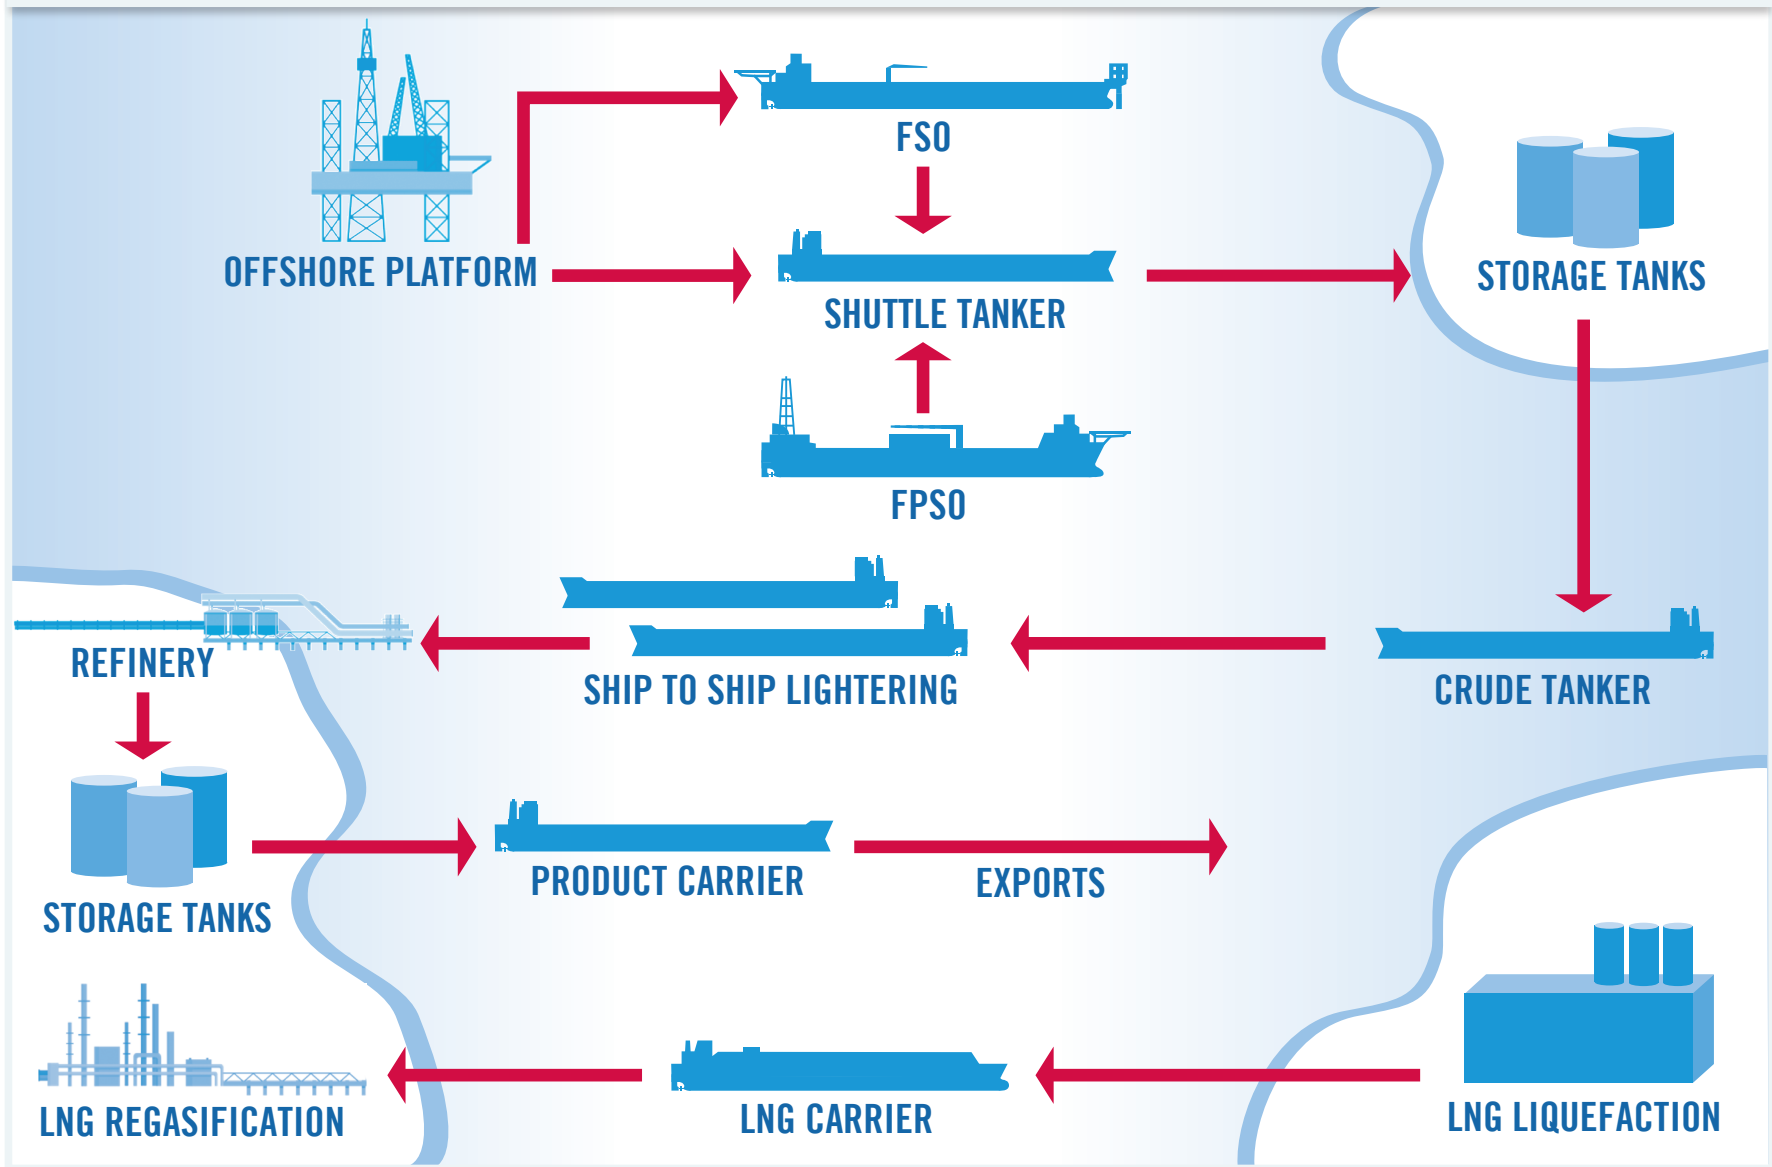 FSO
OFFSHORE PLATFORM
STORAGE TANKS
SHUTTLE TANKER
FPSO
REFINERY
SHIP TO SHIP LIGHTERING
CRUDE TANKER
PRODUCT CARRIER
EXPORTS
STORAGE TANKS
LNG REGASIFICATION
LNG CARRIER
LNG LIQUEFACTION